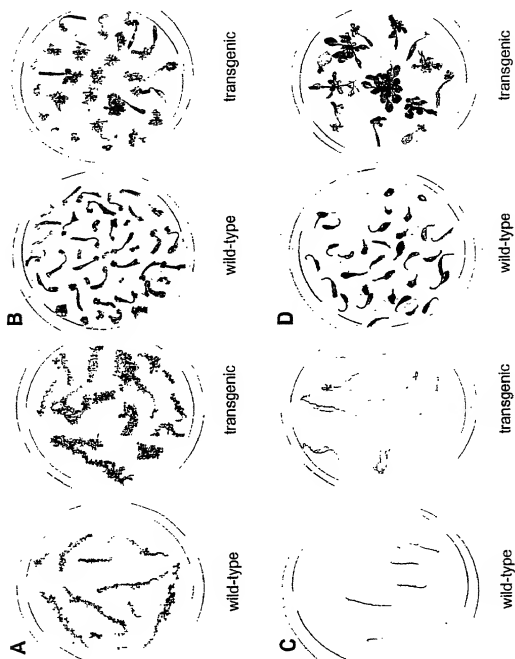 A
wild-type
transgenic
B
wild-type
transgenic
C
wild-type
transgenic
D
wild-type
transgenic